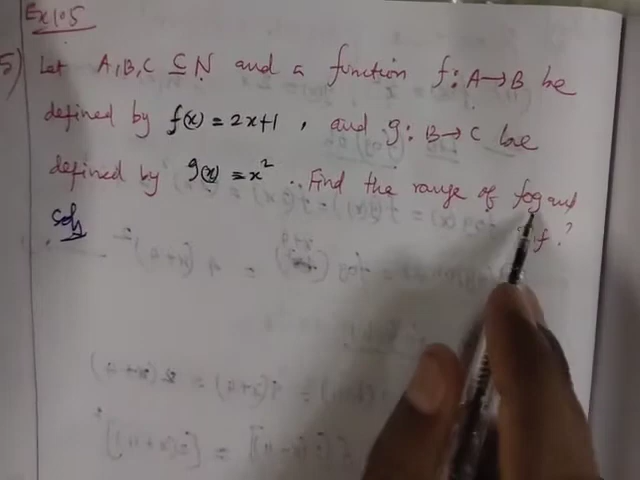 Ex 1.5
5) Let A,B,C ⊆ N and a function f: A→B be
defined by f(x) = 2x+1, and g: B→C be
defined by g(x) = x². Find the range of fog and
Soln